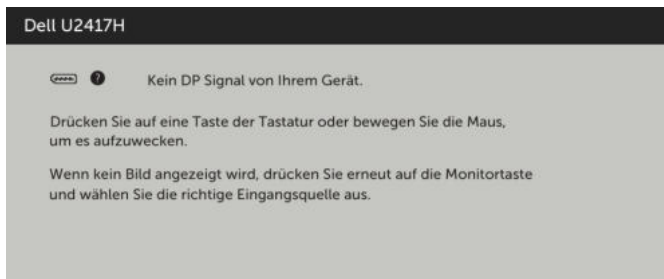 Dell U2417H
Kein DP Signal von Ihrem Gerät.
Drücken Sie auf eine Taste der Tastatur oder bewegen Sie die Maus,
um es aufzuwecken.
Wenn kein Bild angezeigt wird, drücken Sie erneut auf die Monitortaste
und wählen Sie die richtige Eingangsquelle aus.